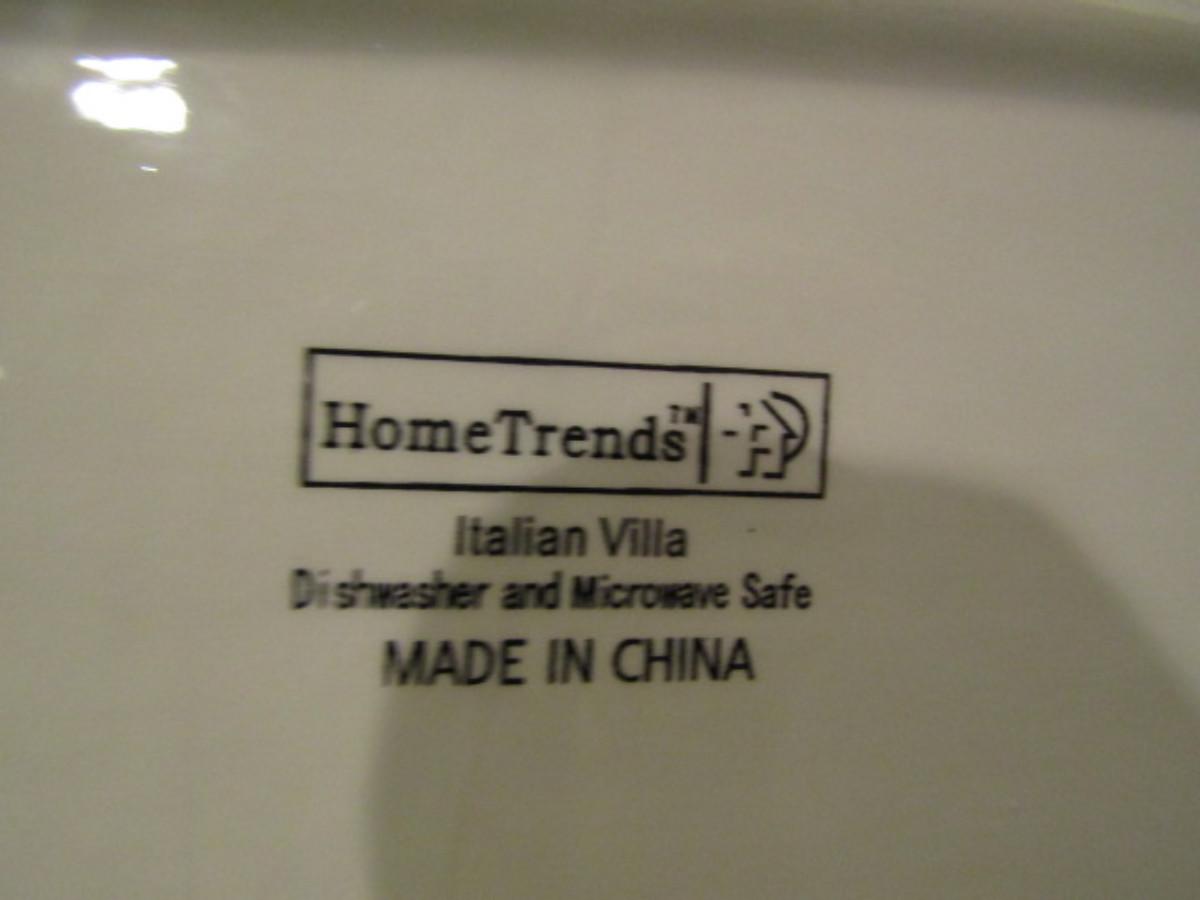 HomeTrends™
Italian Villa
Dishwasher and Microwave Safe
MADE IN CHINA